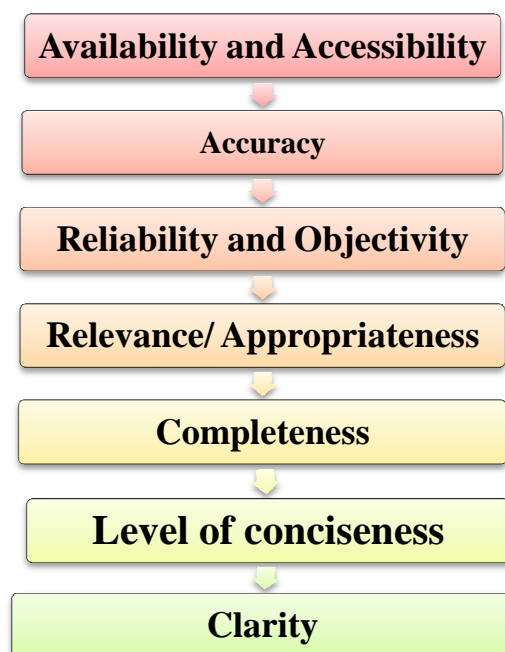 Availability and Accessibility
Accuracy
Reliability and Objectivity
Relevance/ Appropriateness
Completeness
Level of conciseness
Clarity